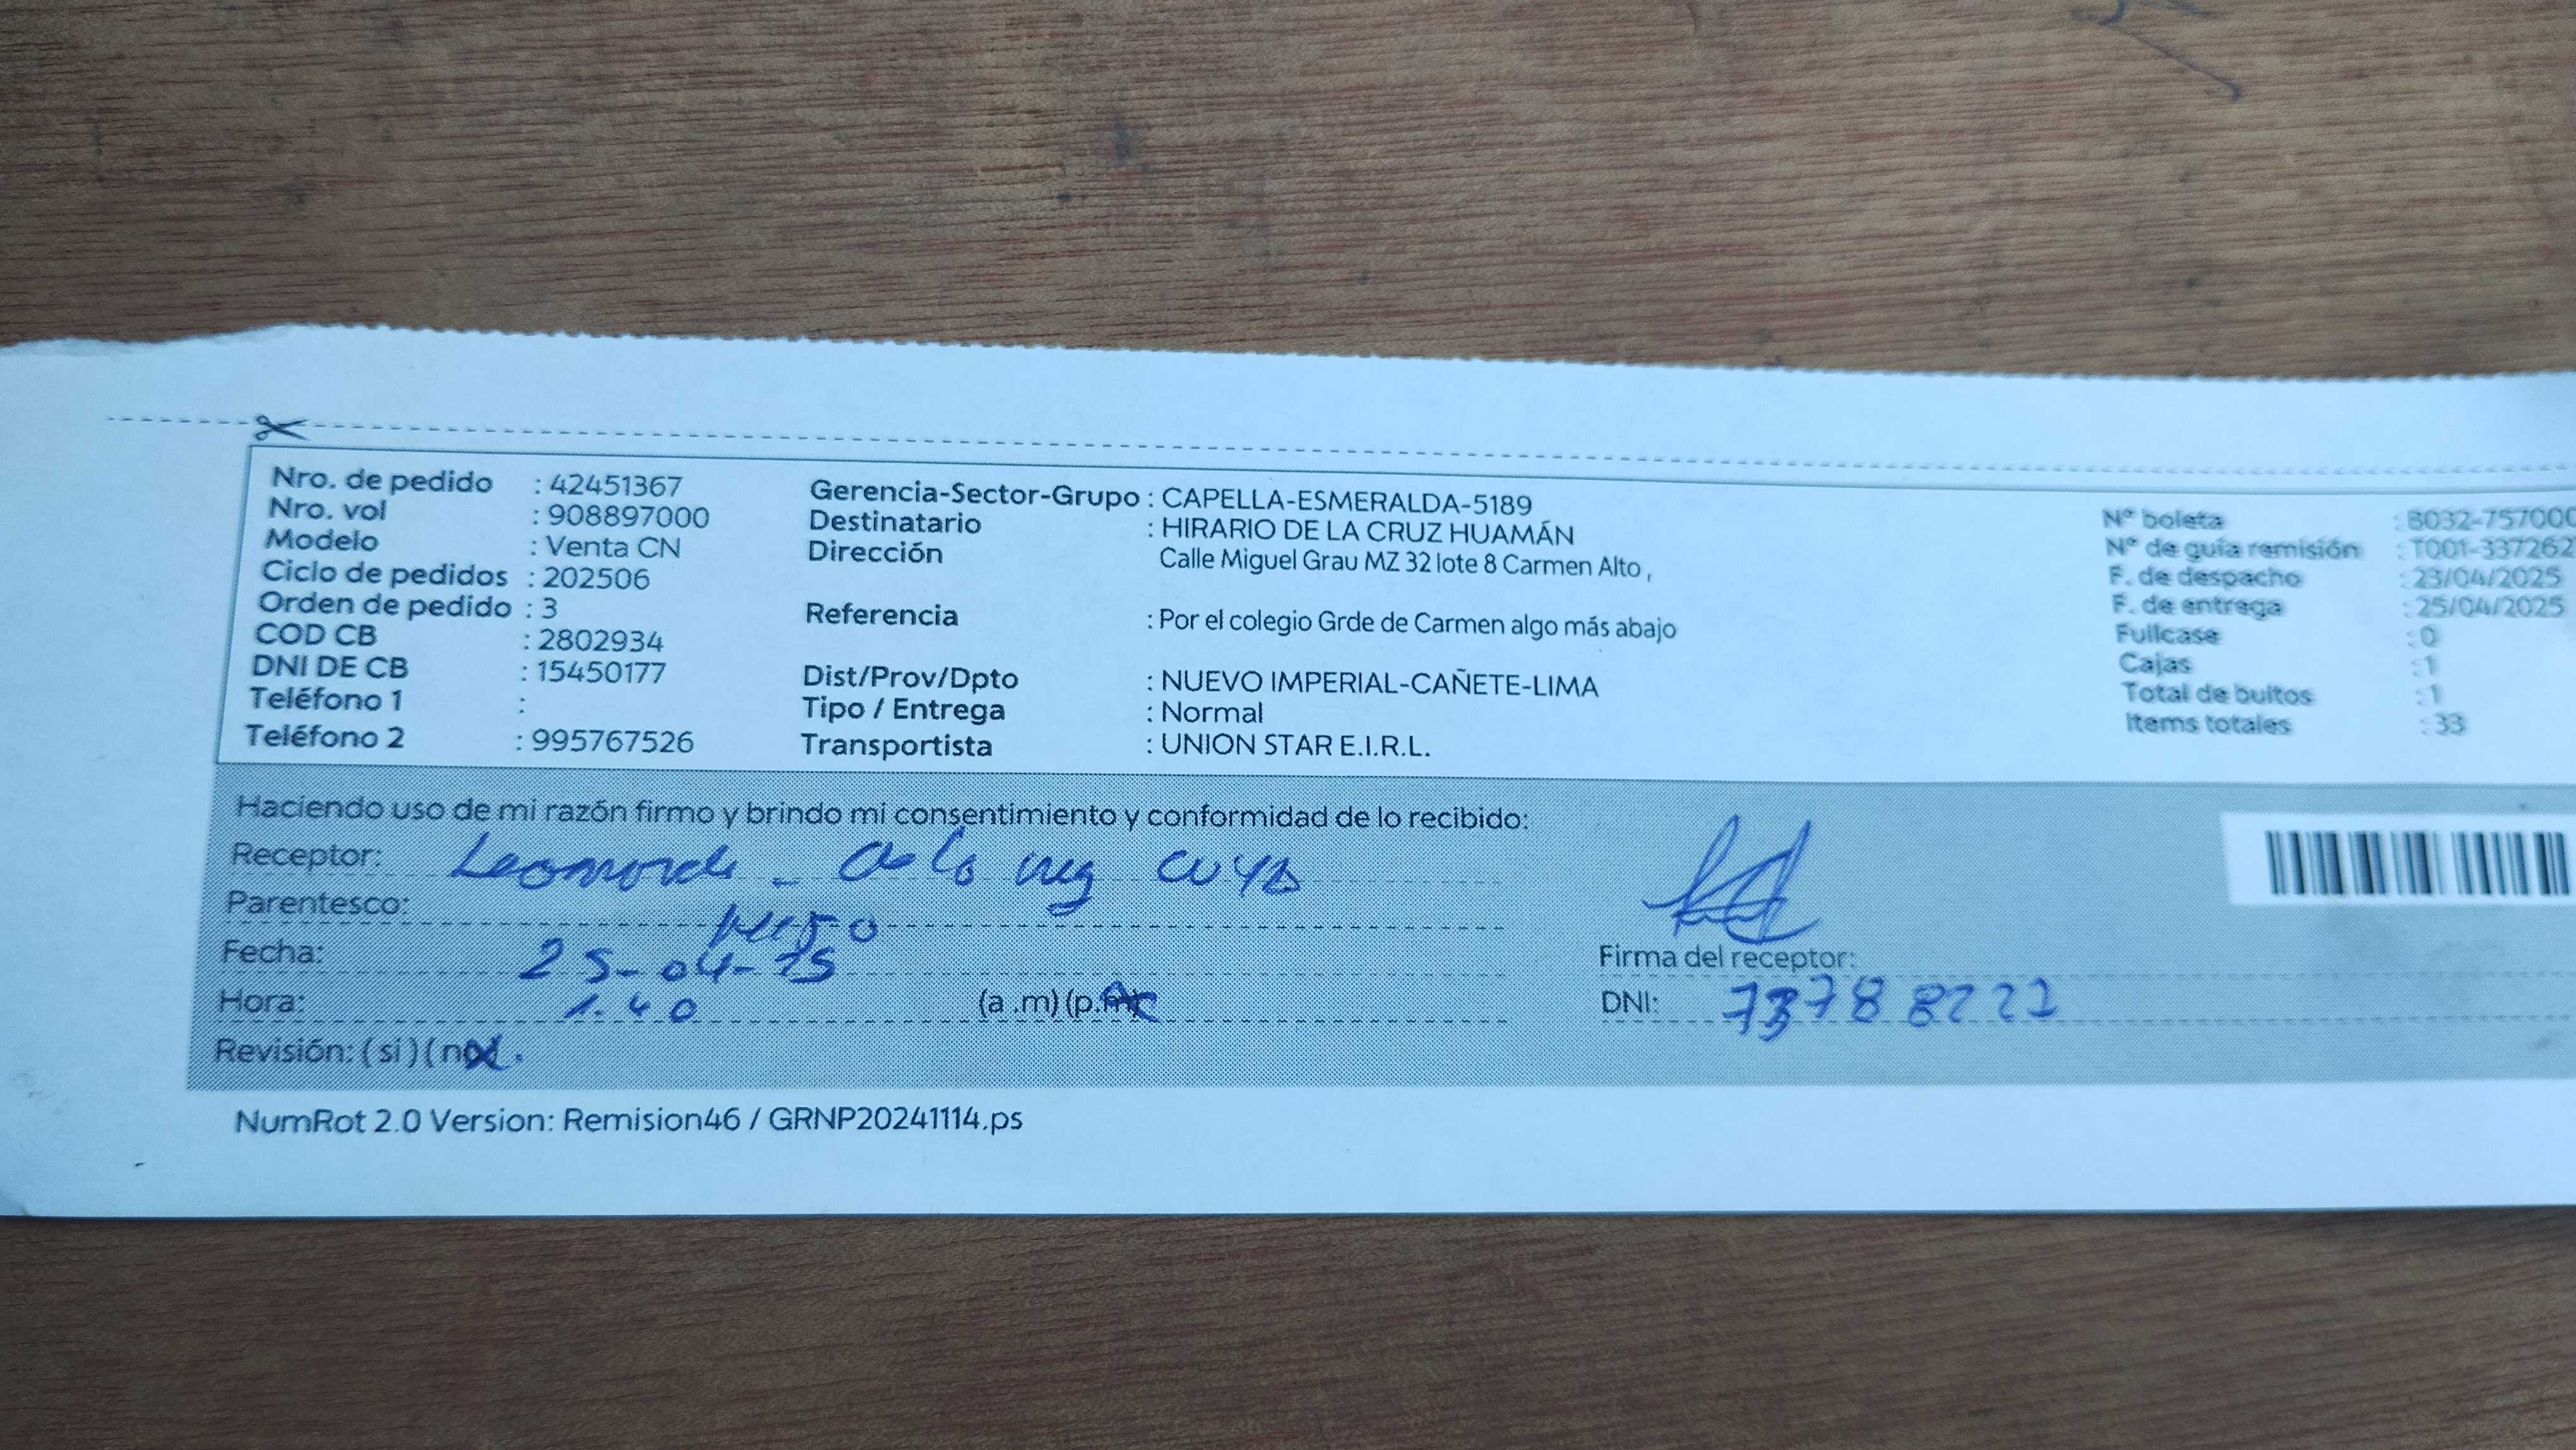 Nro. de pedido : 42451367
Nro. vol : 908897000
Modelo : Venta CN
Ciclo de pedidos : 202506
Orden de pedido : 3
COD CB : 2802934
DNI DE CB : 15450177
Teléfono 1 :
Teléfono 2 : 995767526
Gerencia-Sector-Grupo : CAPELLA-ESMERALDA-5189
Destinatario : HIRARIO DE LA CRUZ HUAMÁN
Dirección Calle Miguel Grau MZ 32 lote 8 Carmen Alto ,
Referencia : Por el colegio Grde de Carmen algo más abajo
Dist/Prov/Dpto : NUEVO IMPERIAL-CAÑETE-LIMA
Tipo / Entrega : Normal
Transportista : UNION STAR E.I.R.L.
Nº boleta : B032-757000
Nº de guía remisión : T001-337262
F. de despacho : 23/04/2025
F. de entrega : 25/04/2025
Fullcase : 0
Cajas : 1
Total de bultos : 1
Items totales : 33
Haciendo uso de mi razón firmo y brindo mi consentimiento y conformidad de lo recibido:
Receptor:
Parentesco:
Fecha: 25-04-
Hora: 1.40 (a .m) (p.m)
Revisión: ( si ) ( no
Firma del receptor:
DNI:
NumRot 2.0 Version: Remision46 / GRNP20241114.ps